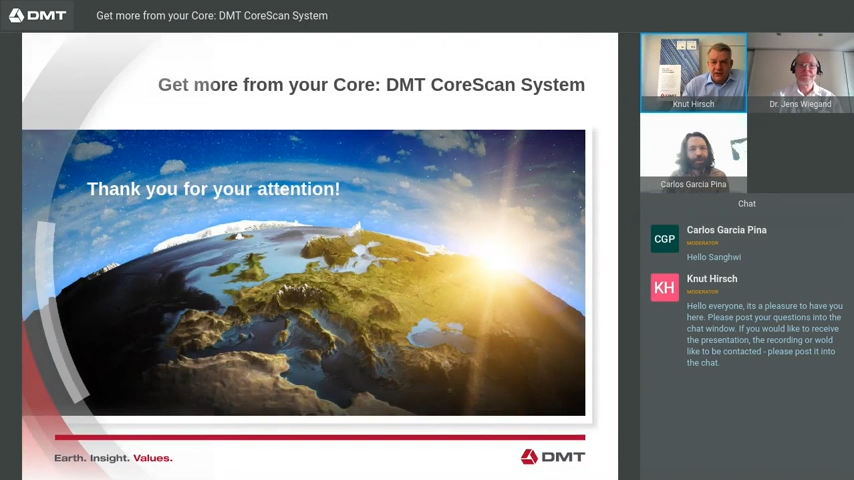 DMT
Get more from your Core: DMT CoreScan System
Get more from your Core: DMT CoreScan System
Thank you for your attention!
Earth. Insight. Values.
DMT
Knut Hirsch
Dr. Jens Wiegand
Carlos Garcia Pina
Chat
CGP
Carlos Garcia Pina
MODERATOR
Hello Sanghwi
KH
Knut Hirsch
MODERATOR
Hello everyone, its a pleasure to have you
here. Please post your questions into the
chat window. If you would like to receive
the presentation, the recording or wold
like to be contacted - please post it into
the chat.